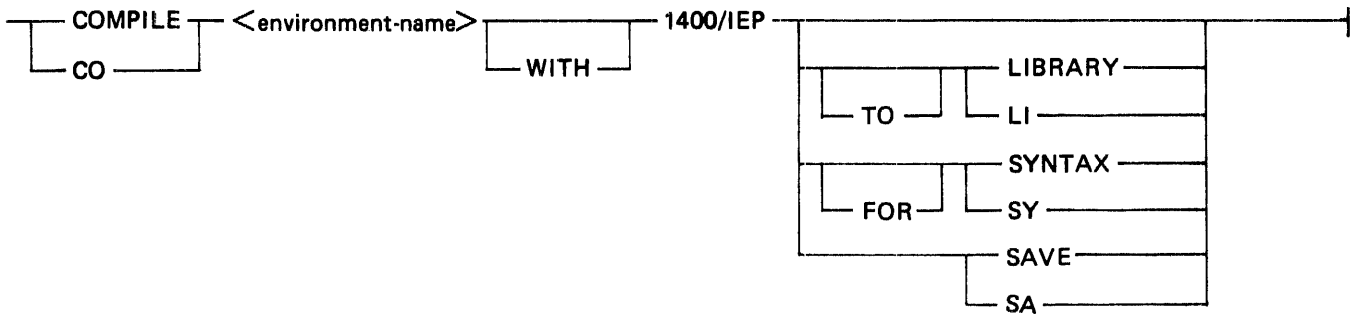 COMPILE <environment-name> 1400/IEP
CO WITH LIBRARY
TO LI
SYNTAX
FOR SY
SAVE
SA